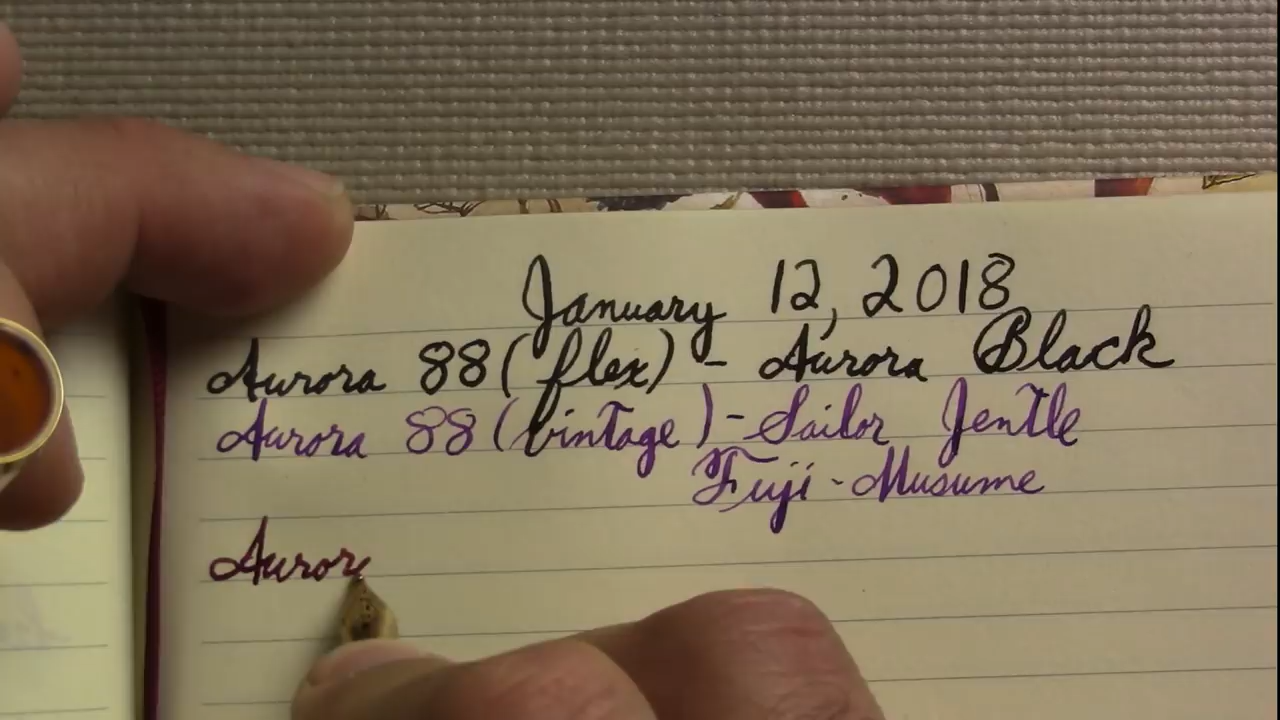 January 12, 2018
Aurora 88 (flex) - Aurora Black
Aurora 88 (vintage) - Sailor Jentle
Fuji-Musume
Auror